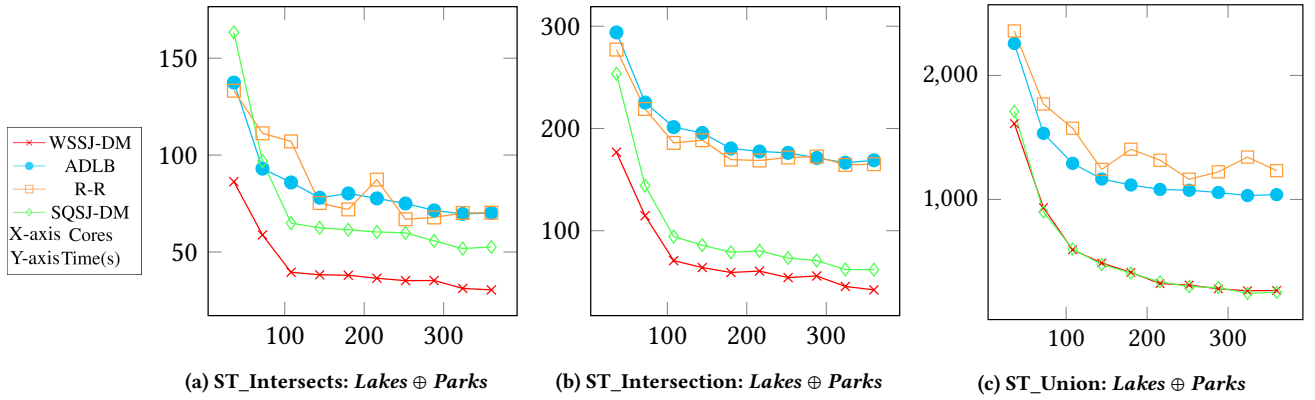 WSSJ-DM
ADLB
R-R
SQSJ-DM
X-axis Cores
Y-axis Time(s)
150
100
50
100 200 300
(a) ST_Intersects: Lakes ⊕ Parks
300
200
100
100 200 300
(b) ST_Intersection: Lakes ⊕ Parks
2,000
1,000
100 200 300
(c) ST_Union: Lakes ⊕ Parks